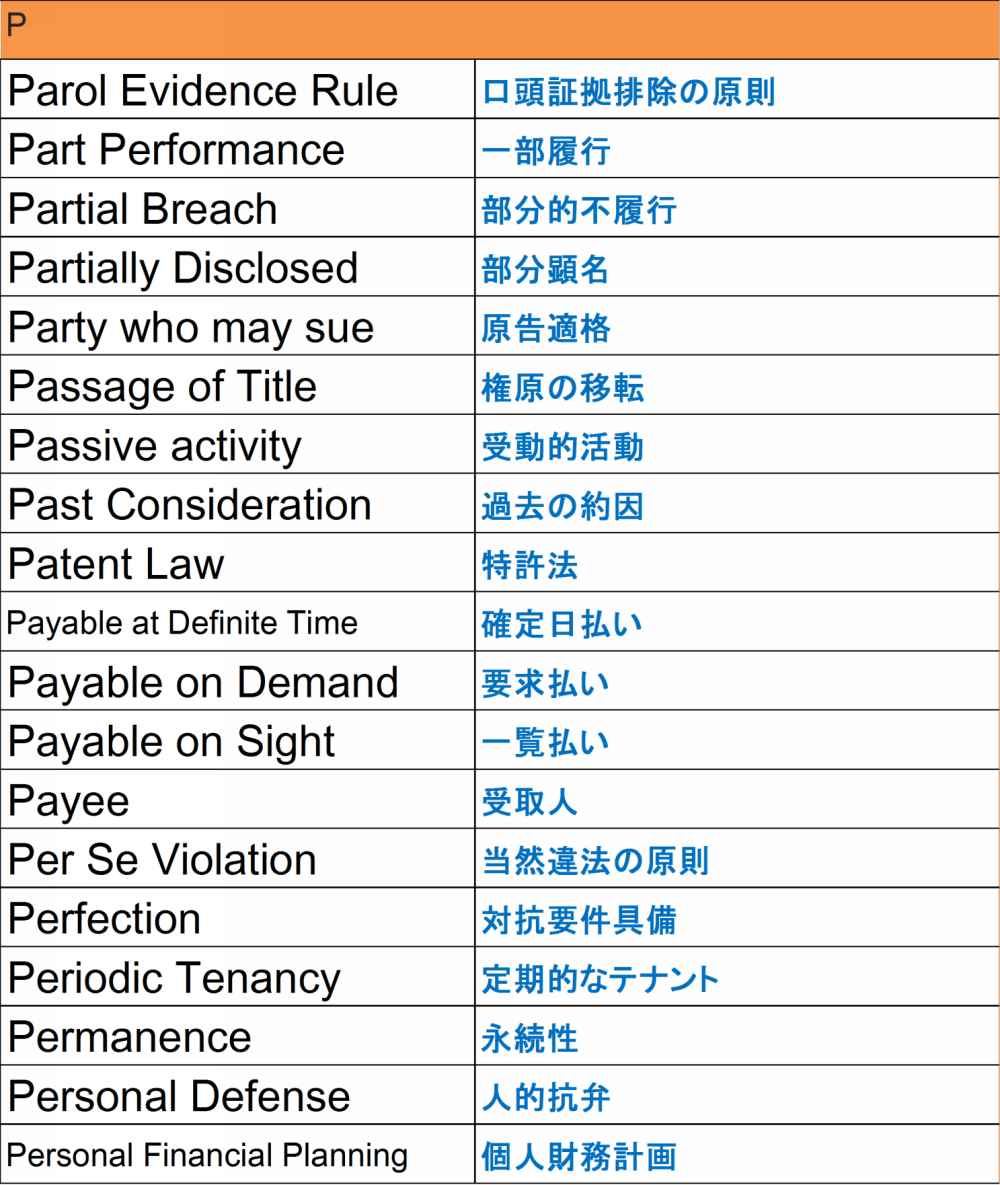 P
Parol Evidence Rule 口頭証拠排除の原則
Part Performance 一部履行
Partial Breach 部分的不履行
Partially Disclosed 部分顕名
Party who may sue 原告適格
Passage of Title 権原の移転
Passive activity 受動的活動
Past Consideration 過去の約因
Patent Law 特許法
Payable at Definite Time 確定日払い
Payable on Demand 要求払い
Payable on Sight 一覧払い
Payee 受取人
Per Se Violation 当然違法の原則
Perfection 対抗要件具備
Periodic Tenancy 定期的なテナント
Permanence 永続性
Personal Defense 人的抗弁
Personal Financial Planning 個人財務計画